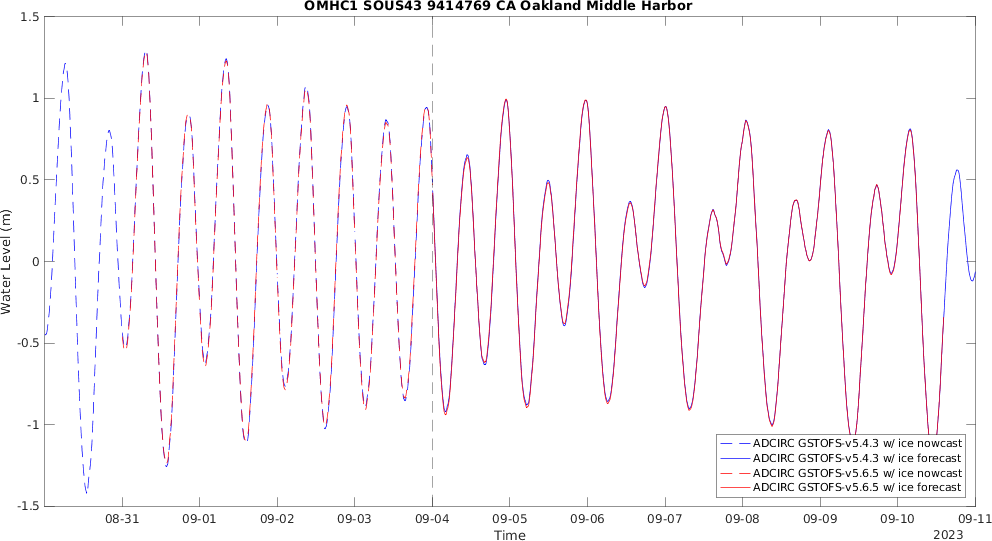 OMHC1 SOUS43 9414769 CA Oakland Middle Harbor
1.5
1
0.5
0
-0.5
-1
-1.5
Water Level (m)
08-31
09-01
09-02
09-03
09-04
09-05
09-06
09-07
09-08
09-09
09-10
09-11
Time
2023
ADCIRC GSTOFS-v5.4.3 w/ ice nowcast
ADCIRC GSTOFS-v5.4.3 w/ ice forecast
ADCIRC GSTOFS-v5.6.5 w/ ice nowcast
ADCIRC GSTOFS-v5.6.5 w/ ice forecast